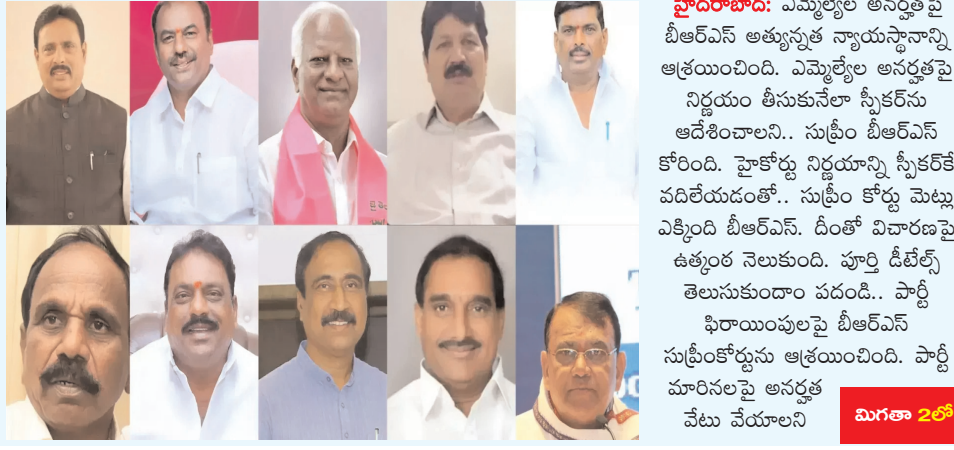 హైదరాబాద్: ఎమ్మెల్యేల అనర్హతపై
బీఆర్ఎస్ అత్యున్నత న్యాయస్థానాన్ని
ఆశ్రయించింది. ఎమ్మెల్యేల అనర్హతపై
నిర్ణయం తీసుకునేలా స్పీకర్‌ను
ఆదేశించాలని.. సుప్రీం బీఆర్ఎస్
కోరింది. హైకోర్టు నిర్ణయాన్ని స్పీకర్‌కే
వదిలేయడంతో.. సుప్రీం కోర్టు మెట్లు
ఎక్కింది బీఆర్ఎస్. దీంతో విచారణపై
ఉత్కంఠ నెలకుంది. పూర్తి డీటేల్స్
తెలుసుకుందాం పదండి.. పార్టీ
ఫిరాయింపులపై బీఆర్ఎస్
సుప్రీంకోర్టును ఆశ్రయించింది. పార్టీ
మారినలపై అనర్హత
వేటు వేయాలని
మిగతా 2లో